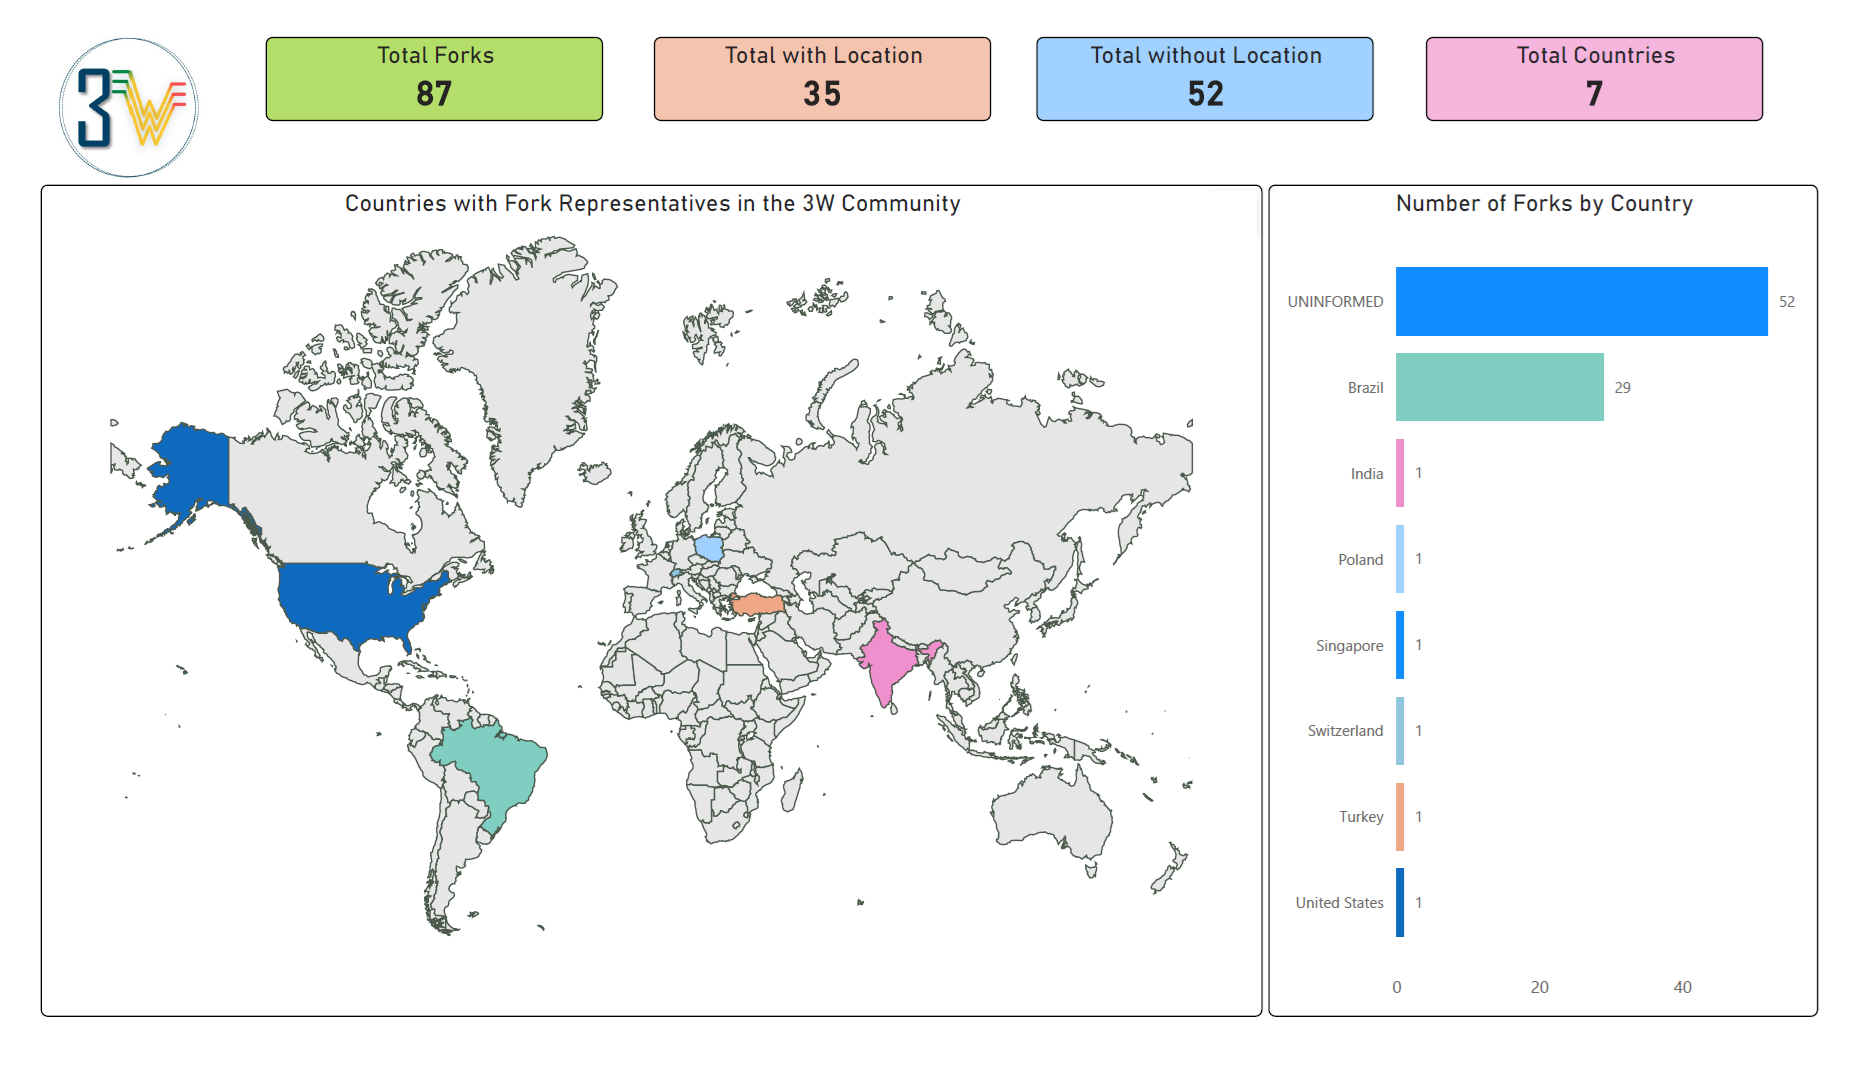 3W
Total Forks
87
Total with Location
35
Total without Location
52
Total Countries
7
Countries with Fork Representatives in the 3W Community
Number of Forks by Country
UNINFORMED 52
Brazil 29
India 1
Poland 1
Singapore 1
Switzerland 1
Turkey 1
United States 1
0 20 40